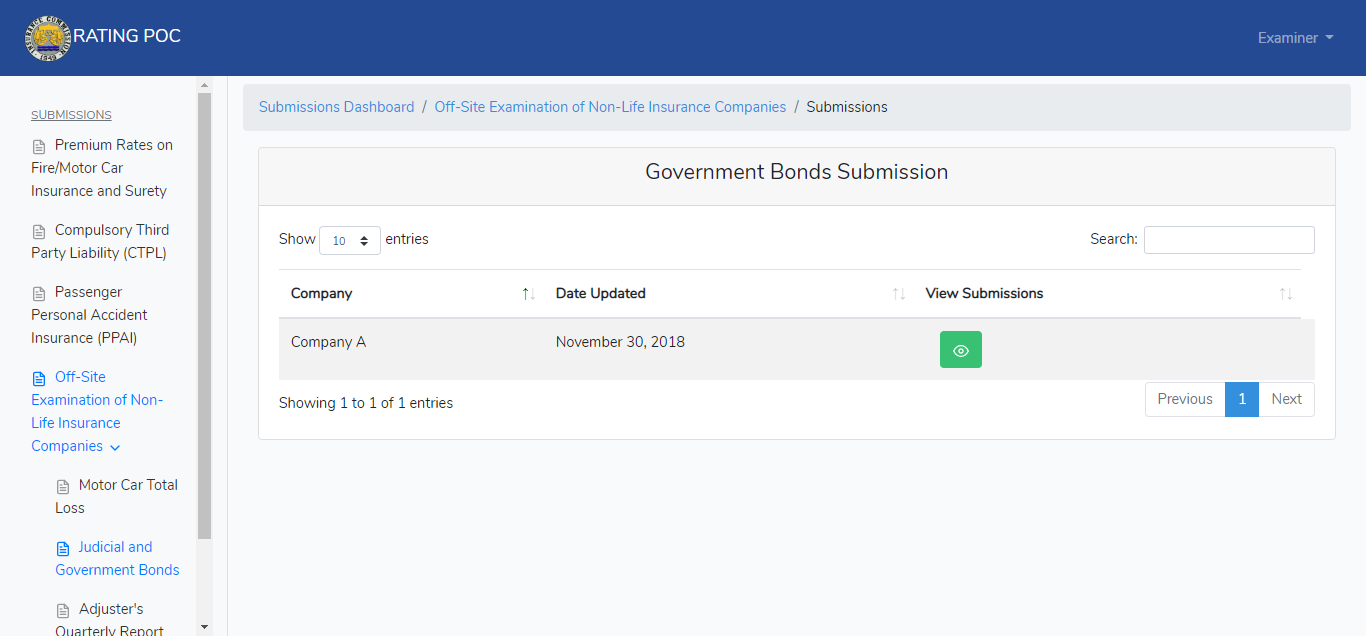 RATING POC
Examiner
SUBMISSIONS
Premium Rates on
Fire/Motor Car
Insurance and Surety
Compulsory Third
Party Liability (CTPL)
Passenger
Personal Accident
Insurance (PPAI)
Off-Site
Examination of Non-
Life Insurance
Companies
Motor Car Total
Loss
Judicial and
Government Bonds
Adjuster's
Quarterly Report
Submissions Dashboard / Off-Site Examination of Non-Life Insurance Companies / Submissions
Government Bonds Submission
Show 10 entries
Search:
Company Date Updated View Submissions
Company A November 30, 2018
Showing 1 to 1 of 1 entries
Previous 1 Next